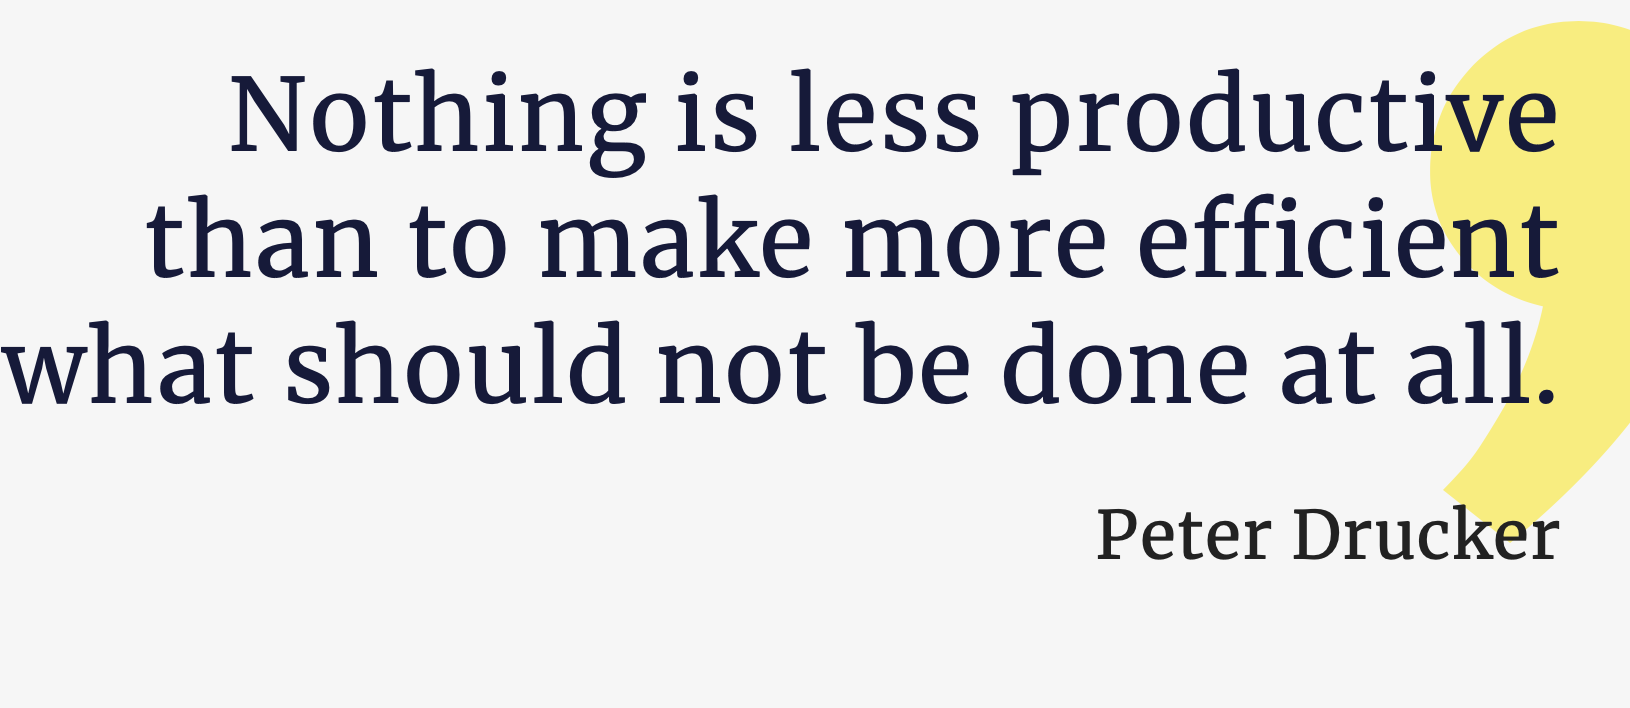 Nothing is less productive
than to make more efficient
what should not be done at all.
Peter Drucker